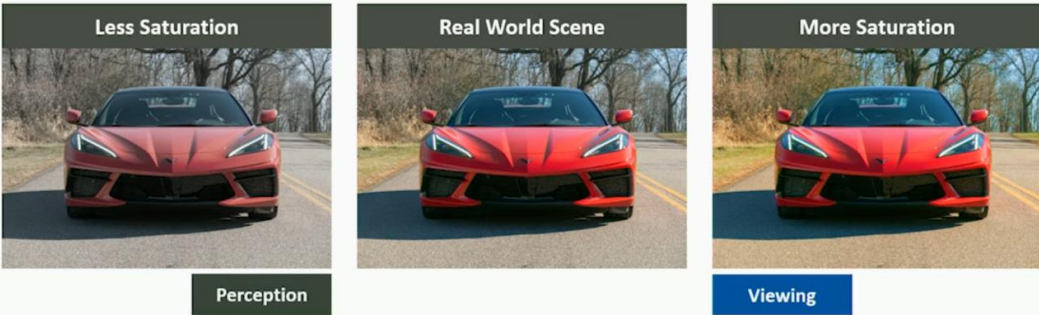 Less Saturation
Real World Scene
More Saturation
Perception
Viewing